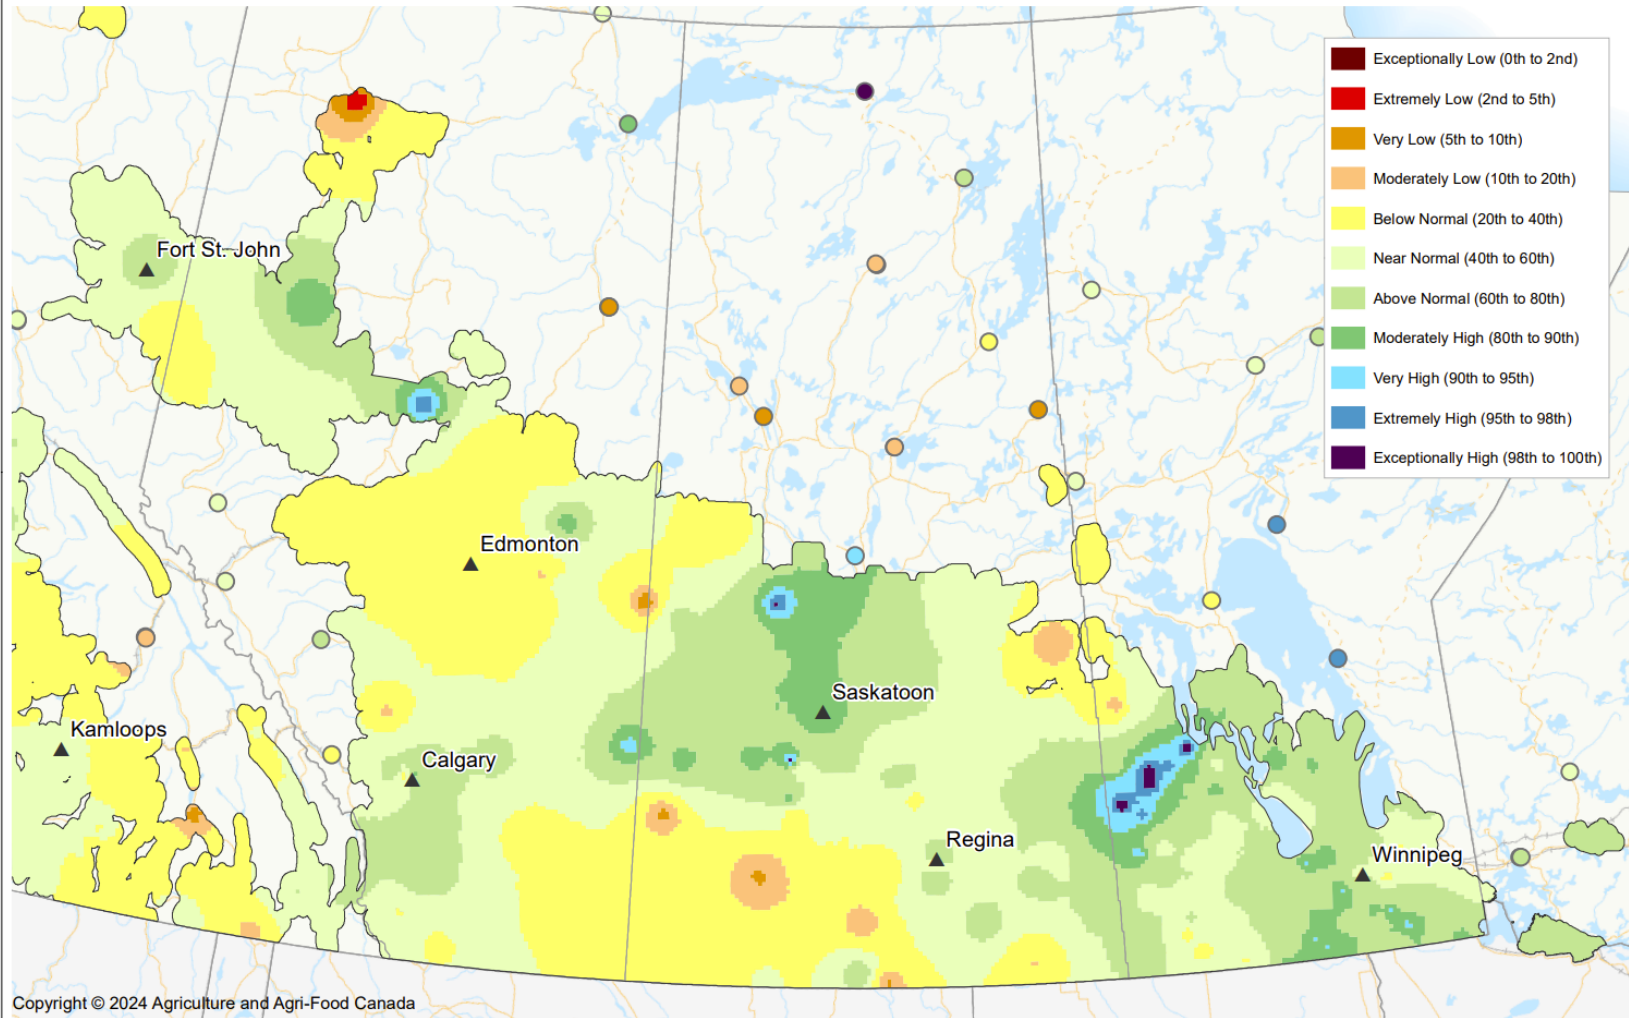 Exceptionally Low (0th to 2nd)
Extremely Low (2nd to 5th)
Very Low (5th to 10th)
Moderately Low (10th to 20th)
Below Normal (20th to 40th)
Near Normal (40th to 60th)
Above Normal (60th to 80th)
Moderately High (80th to 90th)
Very High (90th to 95th)
Extremely High (95th to 98th)
Exceptionally High (98th to 100th)
Fort St. John
Edmonton
Saskatoon
Kamloops
Calgary
Regina
Winnipeg
Copyright © 2024 Agriculture and Agri-Food Canada